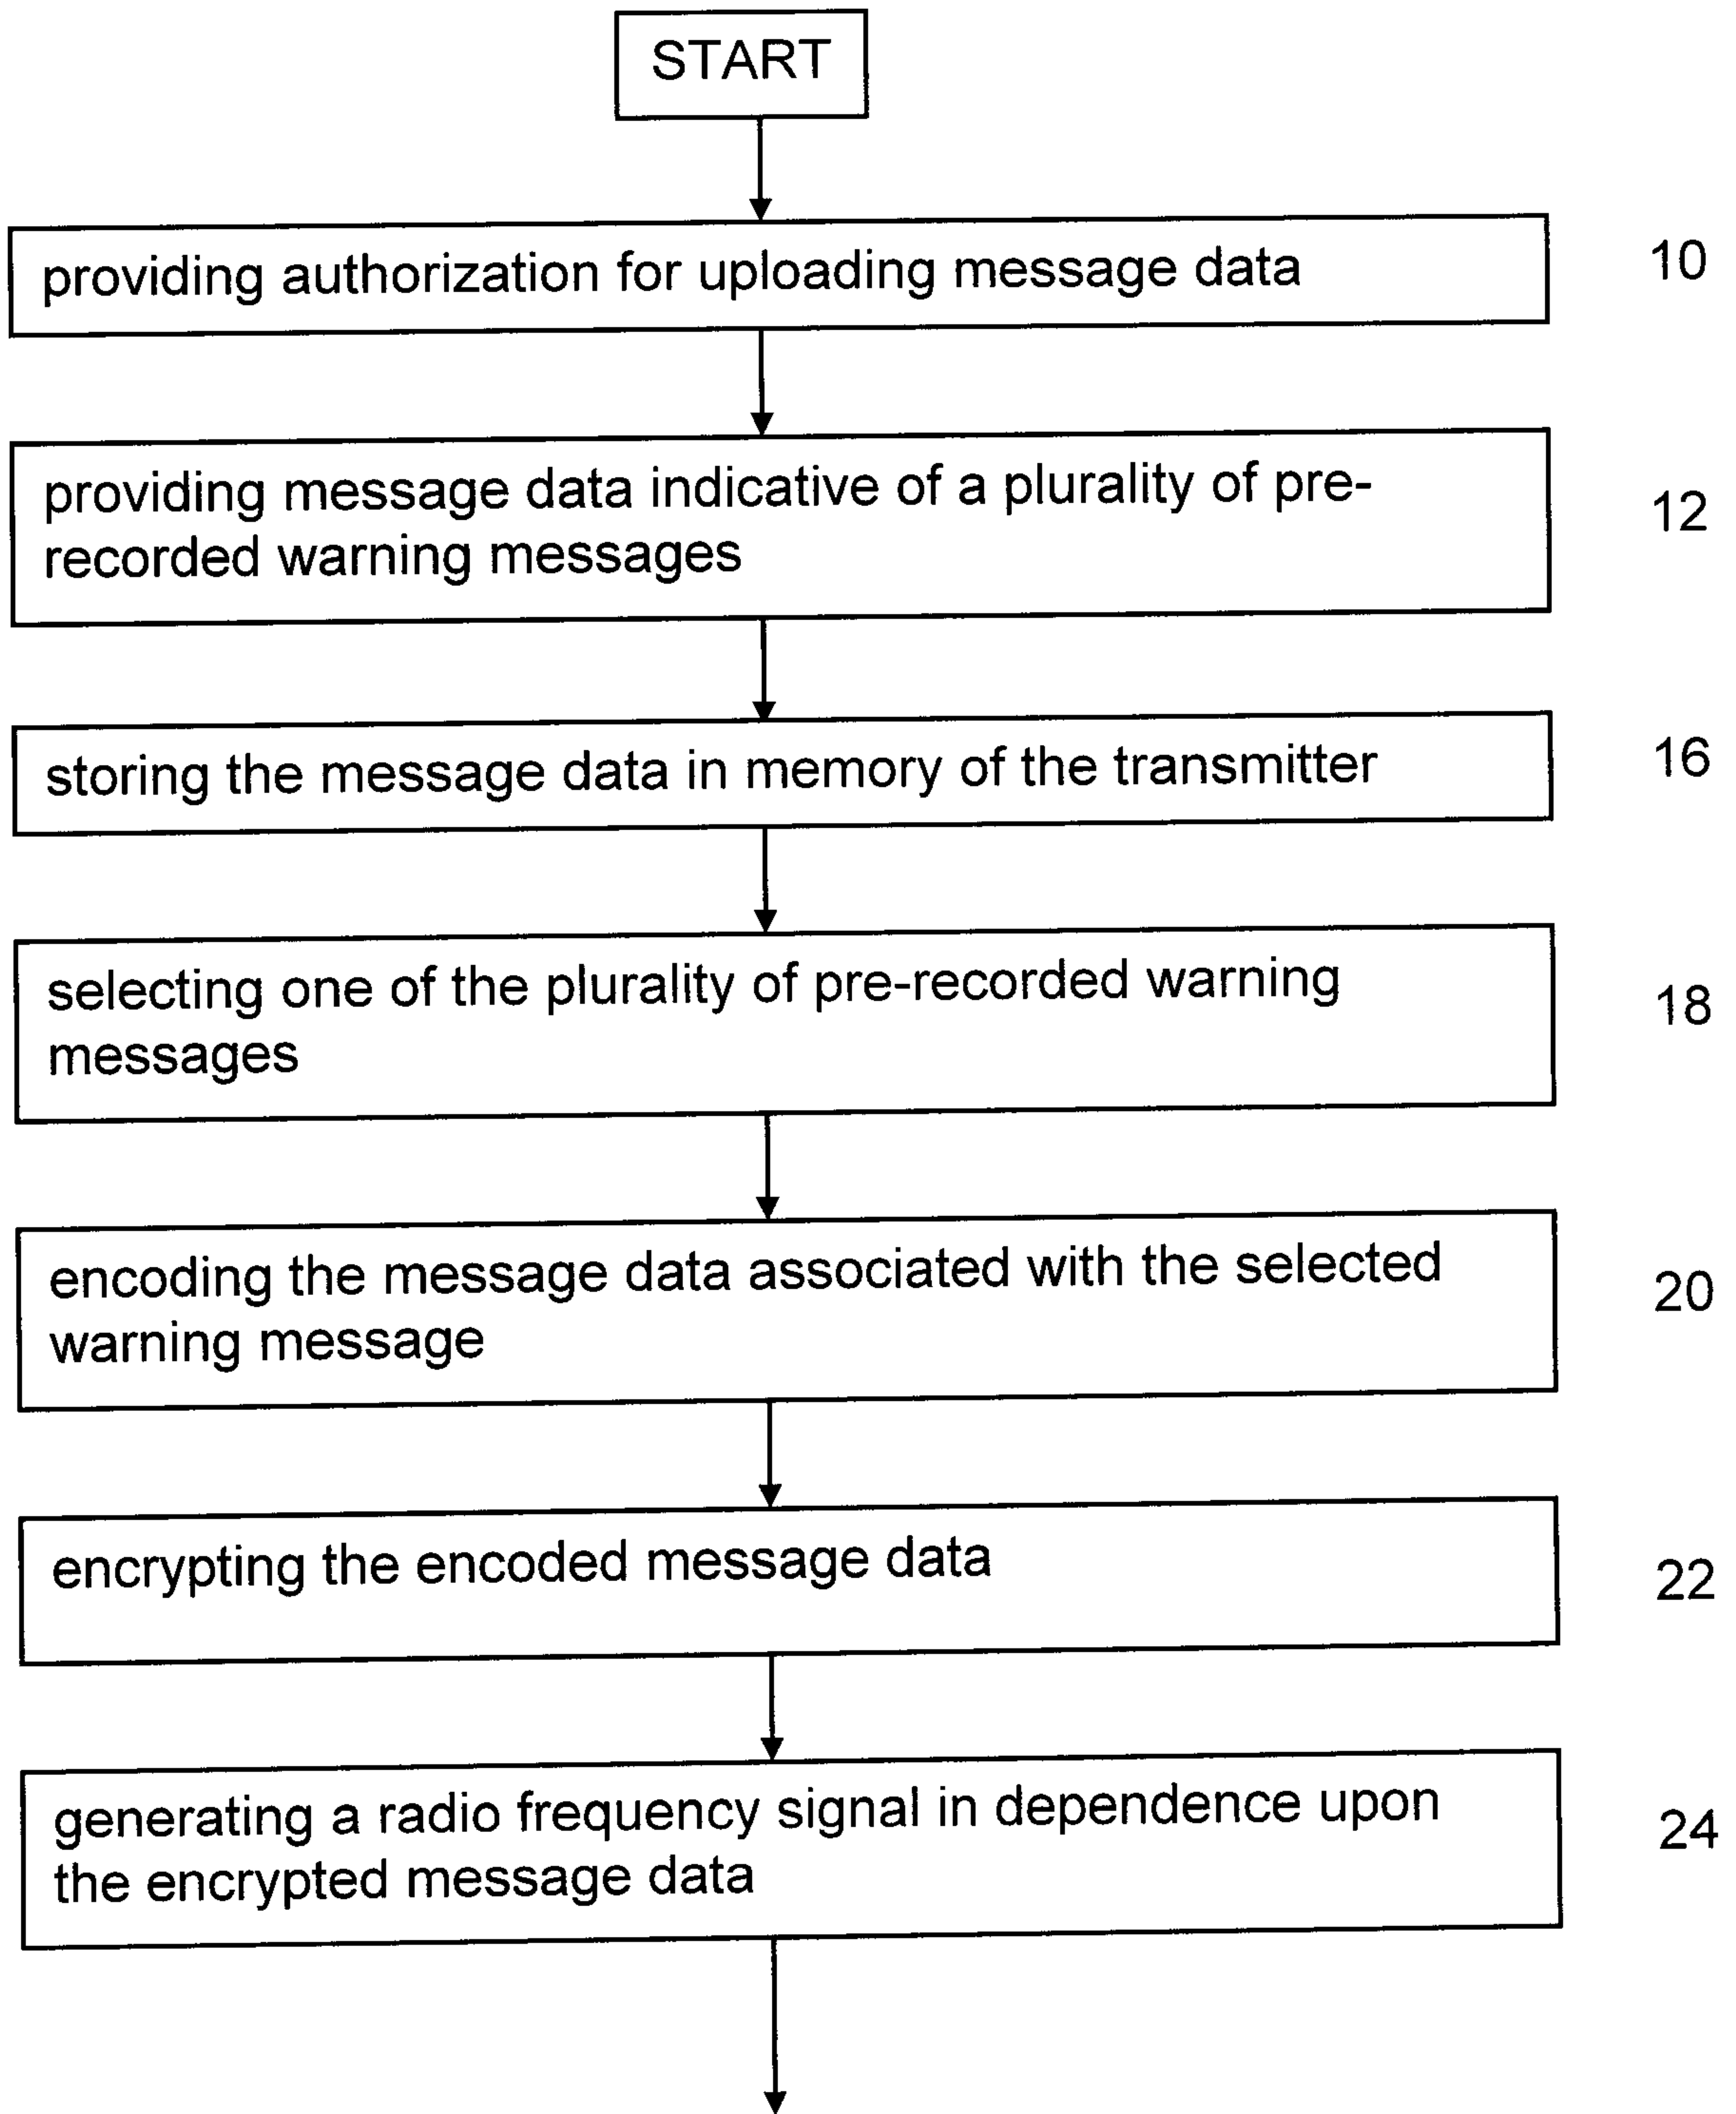 START
providing authorization for uploading message data
10
providing message data indicative of a plurality of pre-
recorded warning messages
12
storing the message data in memory of the transmitter
16
selecting one of the plurality of pre-recorded warning
messages
18
encoding the message data associated with the selected
warning message
20
encrypting the encoded message data
22
generating a radio frequency signal in dependence upon
the encrypted message data
24